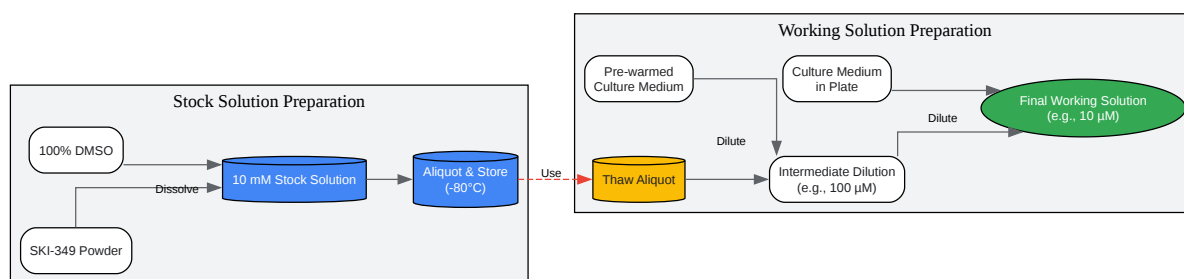 Stock Solution Preparation
100% DMSO
Dissolve
SKI-349 Powder
10 mM Stock Solution
Aliquot & Store
(-80°C)
Use
Working Solution Preparation
Pre-warmed
Culture Medium
Culture Medium
in Plate
Final Working Solution
(e.g., 10 µM)
Dilute
Dilute
Thaw Aliquot
Intermediate Dilution
(e.g., 100 µM)